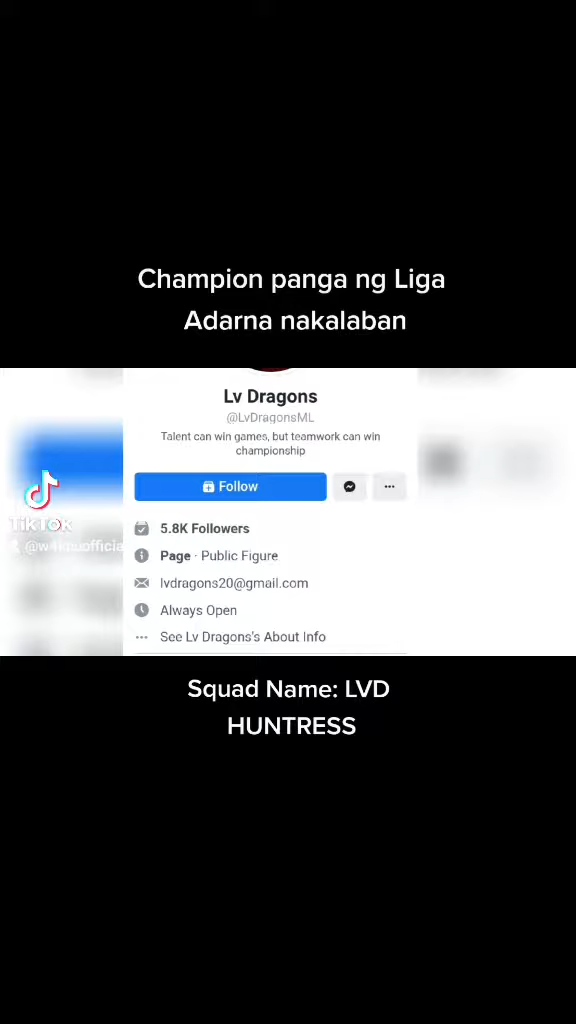 Champion panga ng Liga
Adarna nakalaban
Lv Dragons
@LvDragonsML
Talent can win games, but teamwork can win
championship
Follow
5.8K Followers
Page · Public Figure
lvdragons20@gmail.com
Always Open
See Lv Dragons's About Info
TikTok
Squad Name: LVD
HUNTRESS